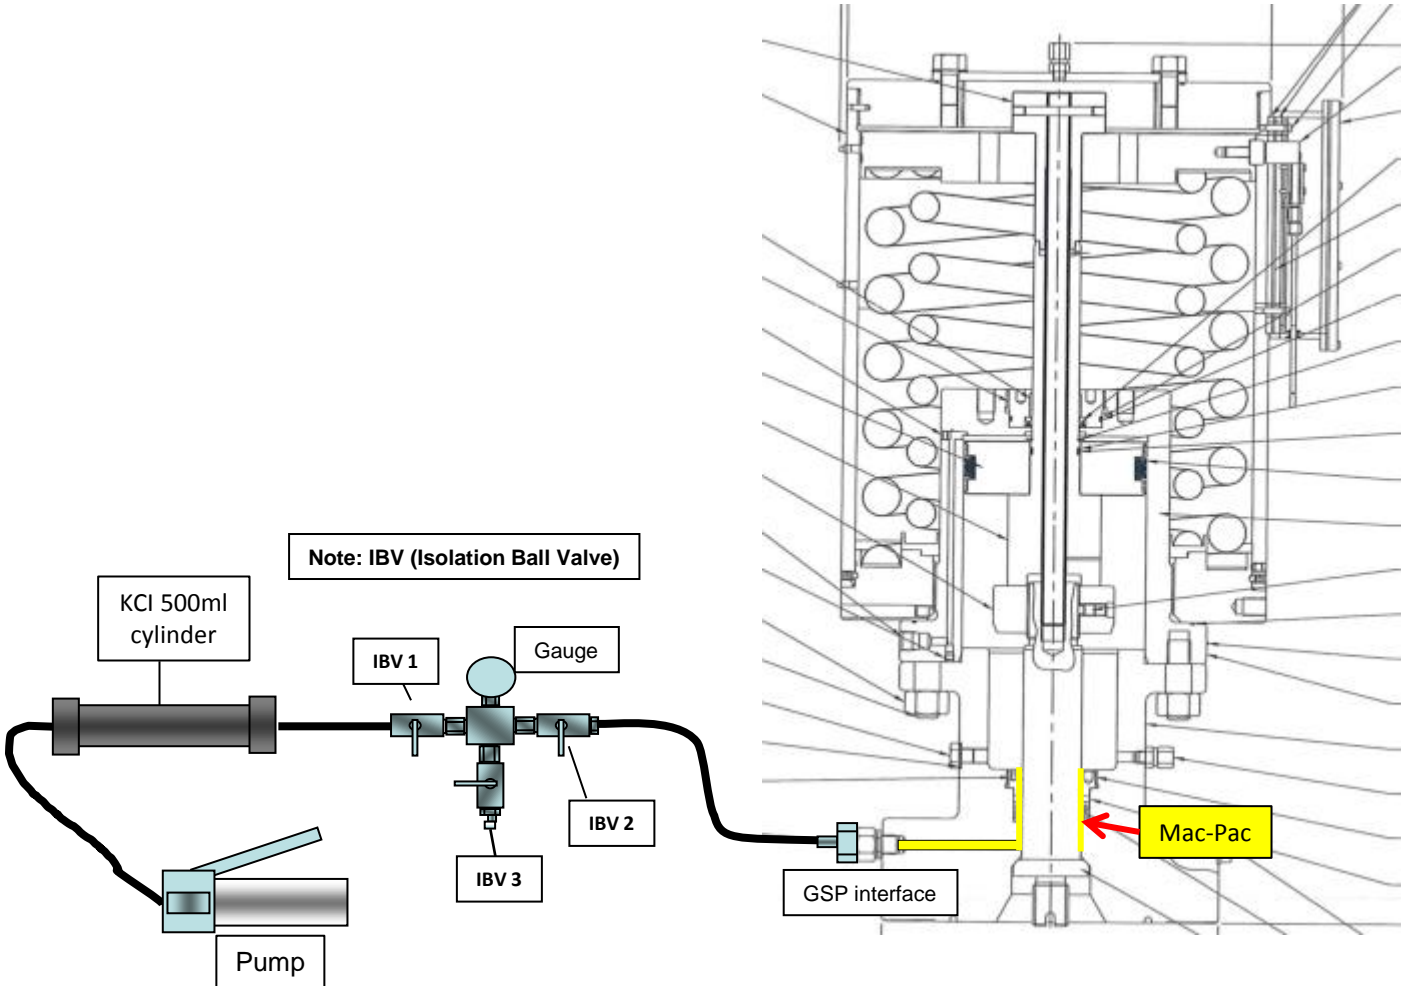 Note: IBV (Isolation Ball Valve)
KCI 500ml
cylinder
IBV 1
Gauge
IBV 2
IBV 3
Pump
GSP interface
Mac-Pac